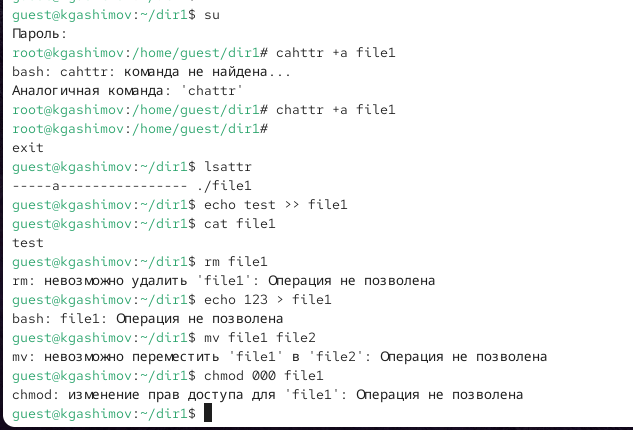 guest@kgashimov:~/dir1$ su
Пароль:
root@kgashimov:/home/guest/dir1# cahttr +a file1
bash: cahttr: команда не найдена...
Аналогичная команда: 'chattr'
root@kgashimov:/home/guest/dir1# chattr +a file1
root@kgashimov:/home/guest/dir1#
exit
guest@kgashimov:~/dir1$ lsattr
-----a---------------- ./file1
guest@kgashimov:~/dir1$ echo test >> file1
guest@kgashimov:~/dir1$ cat file1
test
guest@kgashimov:~/dir1$ rm file1
rm: невозможно удалить 'file1': Операция не позволена
guest@kgashimov:~/dir1$ echo 123 > file1
bash: file1: Операция не позволена
guest@kgashimov:~/dir1$ mv file1 file2
mv: невозможно переместить 'file1' в 'file2': Операция не позволена
guest@kgashimov:~/dir1$ chmod 000 file1
chmod: изменение прав доступа для 'file1': Операция не позволена
guest@kgashimov:~/dir1$